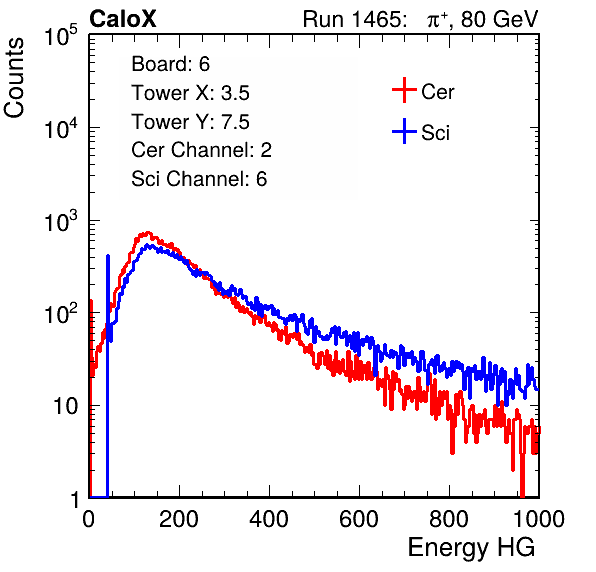 CaloX Run 1465: π⁺, 80 GeV
Counts
10⁵
10⁴
10³
10²
10
1
Board: 6
Tower X: 3.5
Tower Y: 7.5
Cer Channel: 2
Sci Channel: 6
Cer
Sci
0 200 400 600 800 1000
Energy HG